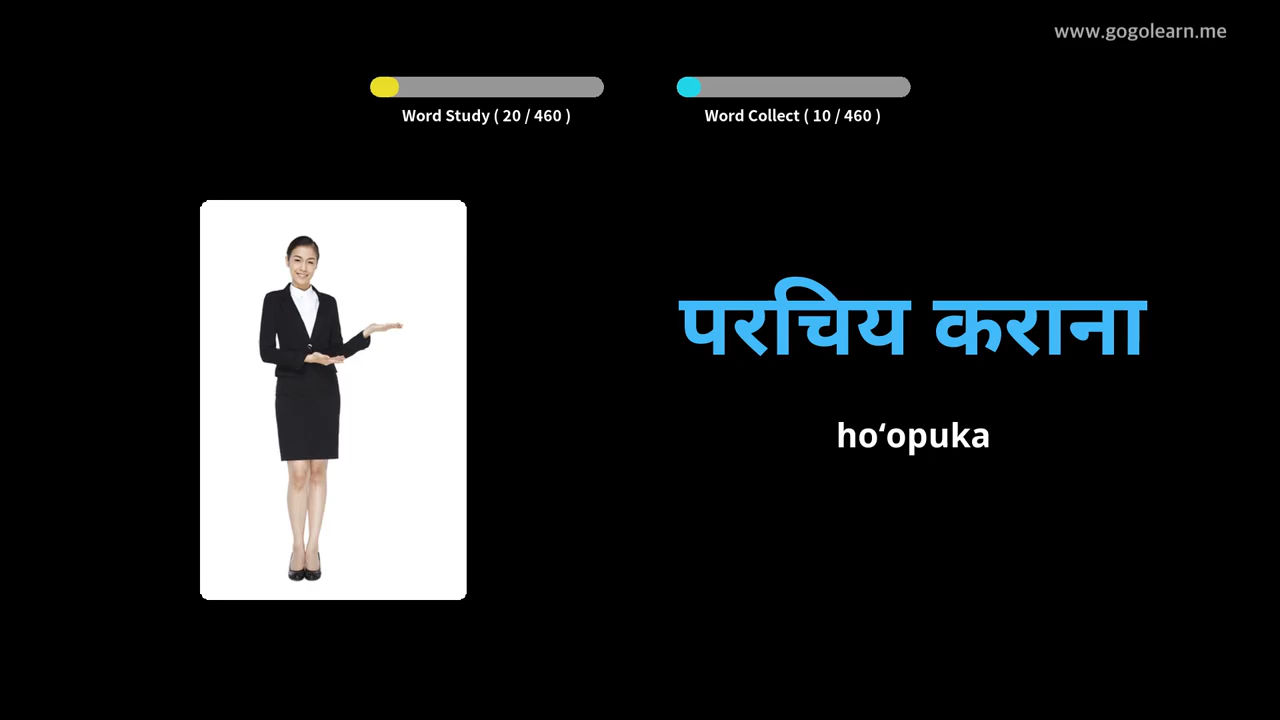 www.gogolearn.me
Word Study ( 20 / 460 )
Word Collect ( 10 / 460 )
परिचय कराना
hoʻopuka